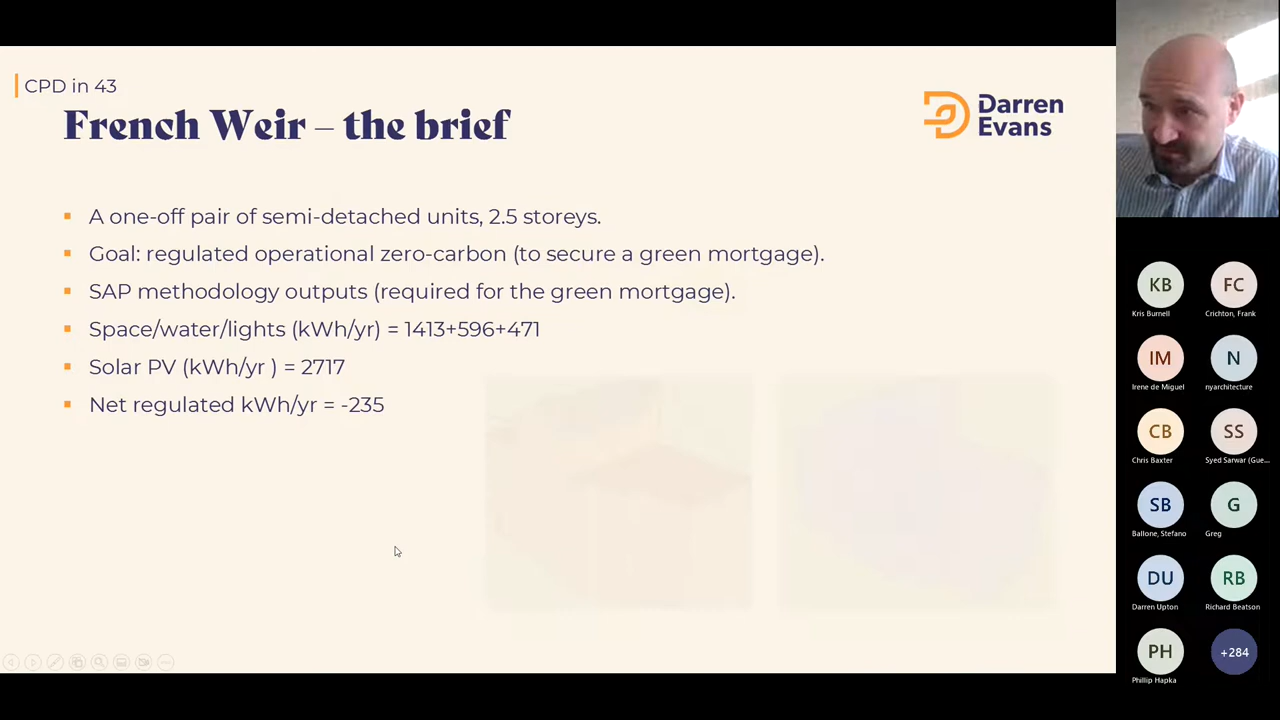 CPD in 43
French Weir – the brief
Darren
Evans
▪ A one-off pair of semi-detached units, 2.5 storeys.
▪ Goal: regulated operational zero-carbon (to secure a green mortgage).
▪ SAP methodology outputs (required for the green mortgage).
▪ Space/water/lights (kWh/yr) = 1413+596+471
▪ Solar PV (kWh/yr ) = 2717
▪ Net regulated kWh/yr = -235
KB FC
Kris Burnell Crichton, Frank
IM N
Irene de Miguel nyarchitecture
CB SS
Chris Baxter Syed Sarwar (Gue...
SB G
Ballone, Stefano Greg
DU RB
Darren Upton Richard Beatson
PH +284
Phillip Hapka